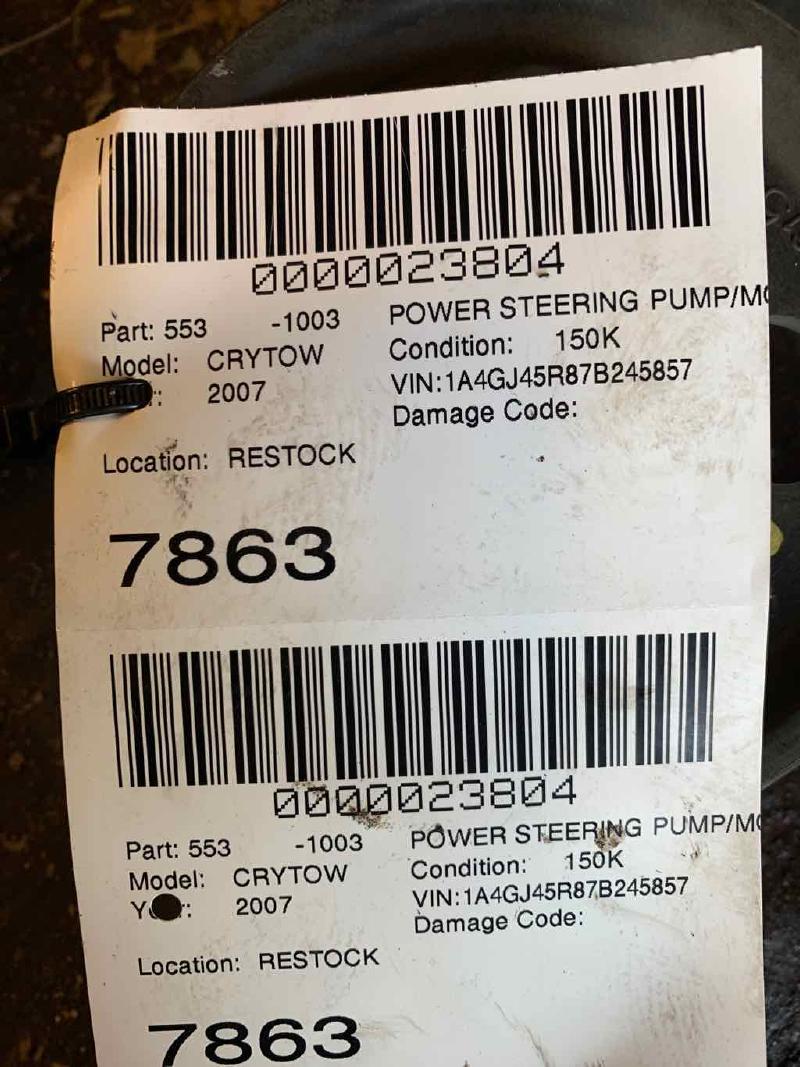 0000023804
Part: 553 -1003 POWER STEERING PUMP/M
Model: CRYTOW Condition: 150K
: 2007 VIN:1A4GJ45R87B245857
Damage Code:
Location: RESTOCK
7863
0000023804
Part: 553 -1003 POWER STEERING PUMP/M
Model: CRYTOW Condition: 150K
Y r: 2007 VIN:1A4GJ45R87B245857
Damage Code:
Location: RESTOCK
7863